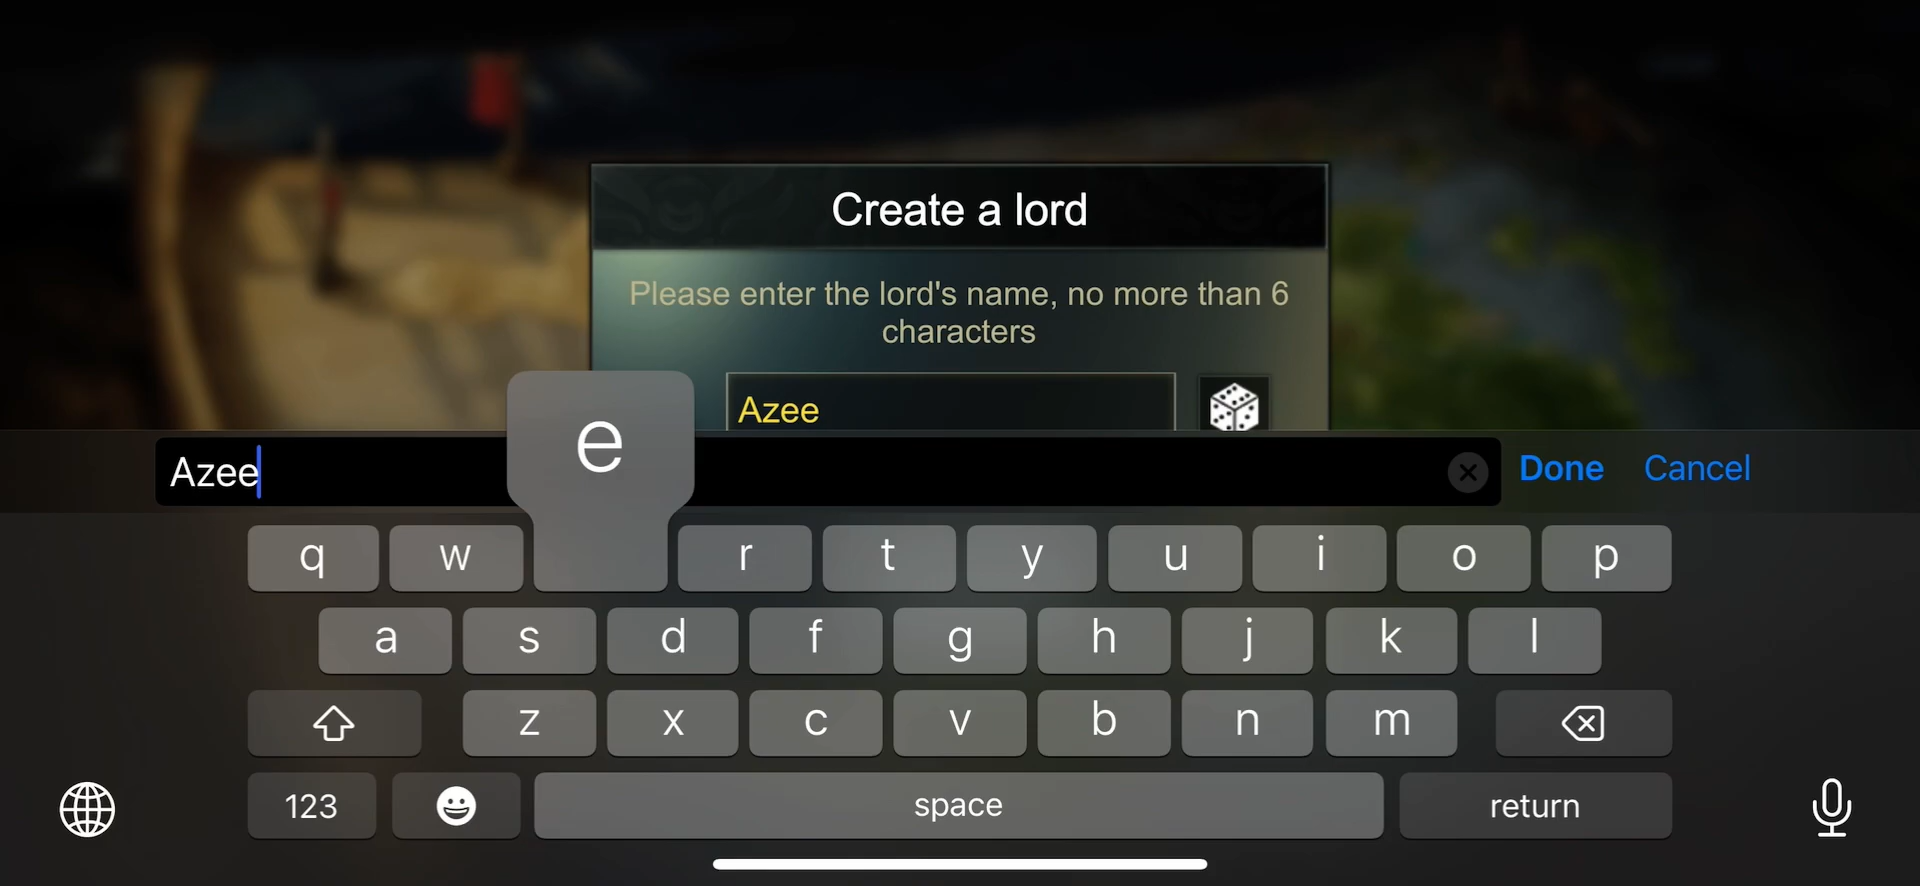 Create a lord
Please enter the lord's name, no more than 6
characters
Azee
Azee
Done
Cancel
e
q w r t y u i o p
a s d f g h j k l
z x c v b n m
123
space
return